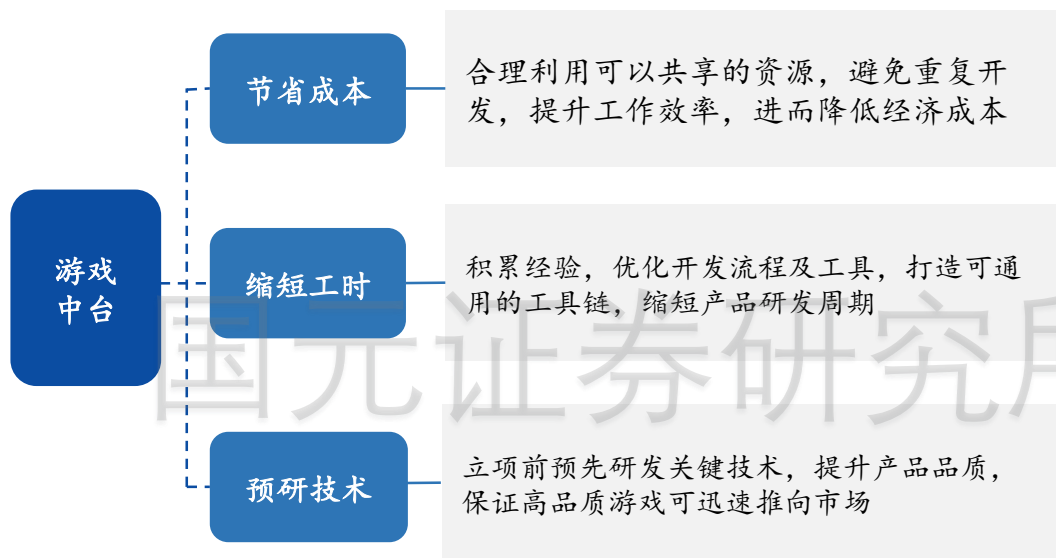 节省成本
合理利用可以共享的资源，避免重复开
发，提升工作效率，进而降低经济成本
游戏
中台
缩短工时
积累经验，优化开发流程及工具，打造可通
用的工具链，缩短产品研发周期
国元证券研究所
预研技术
立项前预先研发关键技术，提升产品品质，
保证高品质游戏可迅速推向市场